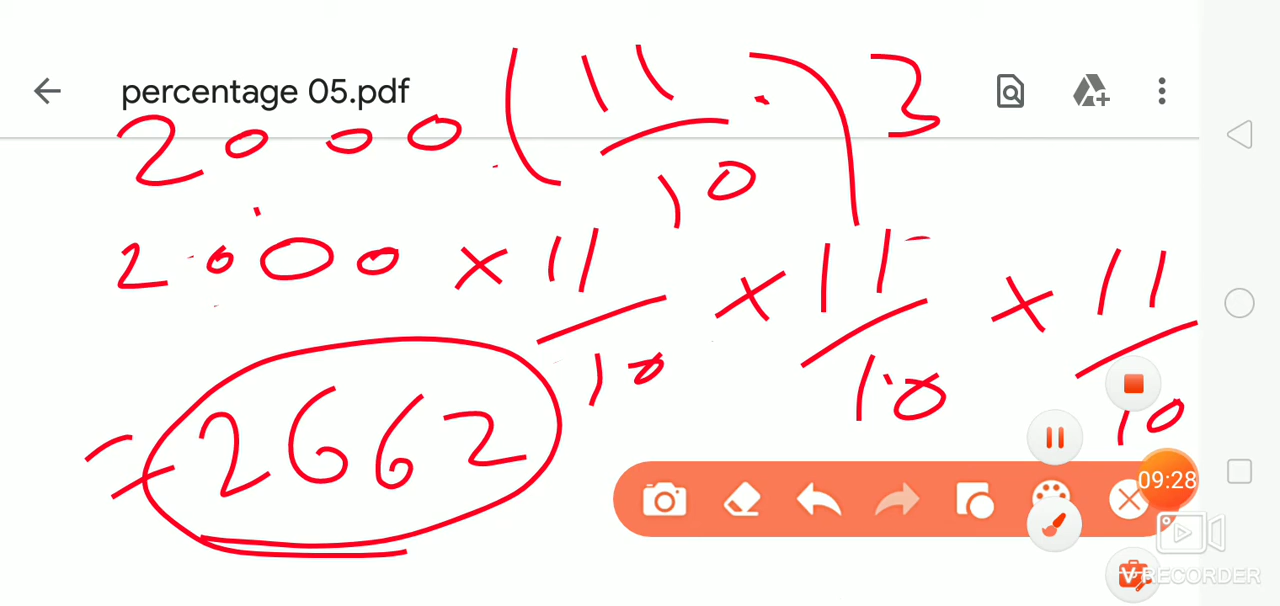 percentage 05.pdf
2000 (11/10)3
2000 × 11/10 × 11/10 × 11/10
= 2662
09:28
V RECORDER